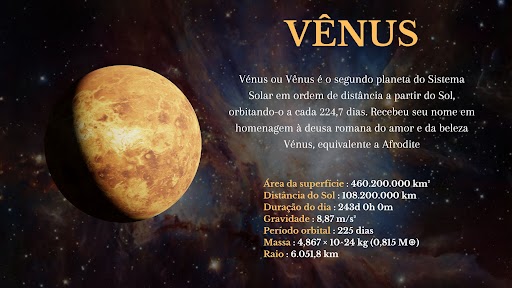 VÊNUS
Vénus ou Vênus é o segundo planeta do Sistema
Solar em ordem de distância a partir do Sol,
orbitando-o a cada 224,7 dias. Recebeu seu nome em
homenagem à deusa romana do amor e da beleza
Vénus, equivalente a Afrodite
Área da superfície : 460.200.000 km²
Distância do Sol : 108.200.000 km
Duração do dia : 243d 0h 0m
Gravidade : 8,87 m/s²
Período orbital : 225 dias
Massa : 4,867 × 10^24 kg (0,815 M⊕)
Raio : 6.051,8 km